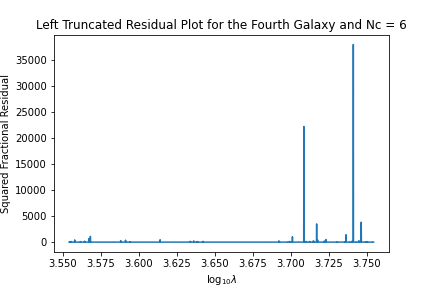 Left Truncated Residual Plot for the Fourth Galaxy and Nc = 6
Squared Fractional Residual
35000
30000
25000
20000
15000
10000
5000
0
3.550 3.575 3.600 3.625 3.650 3.675 3.700 3.725 3.750
log₁₀λ